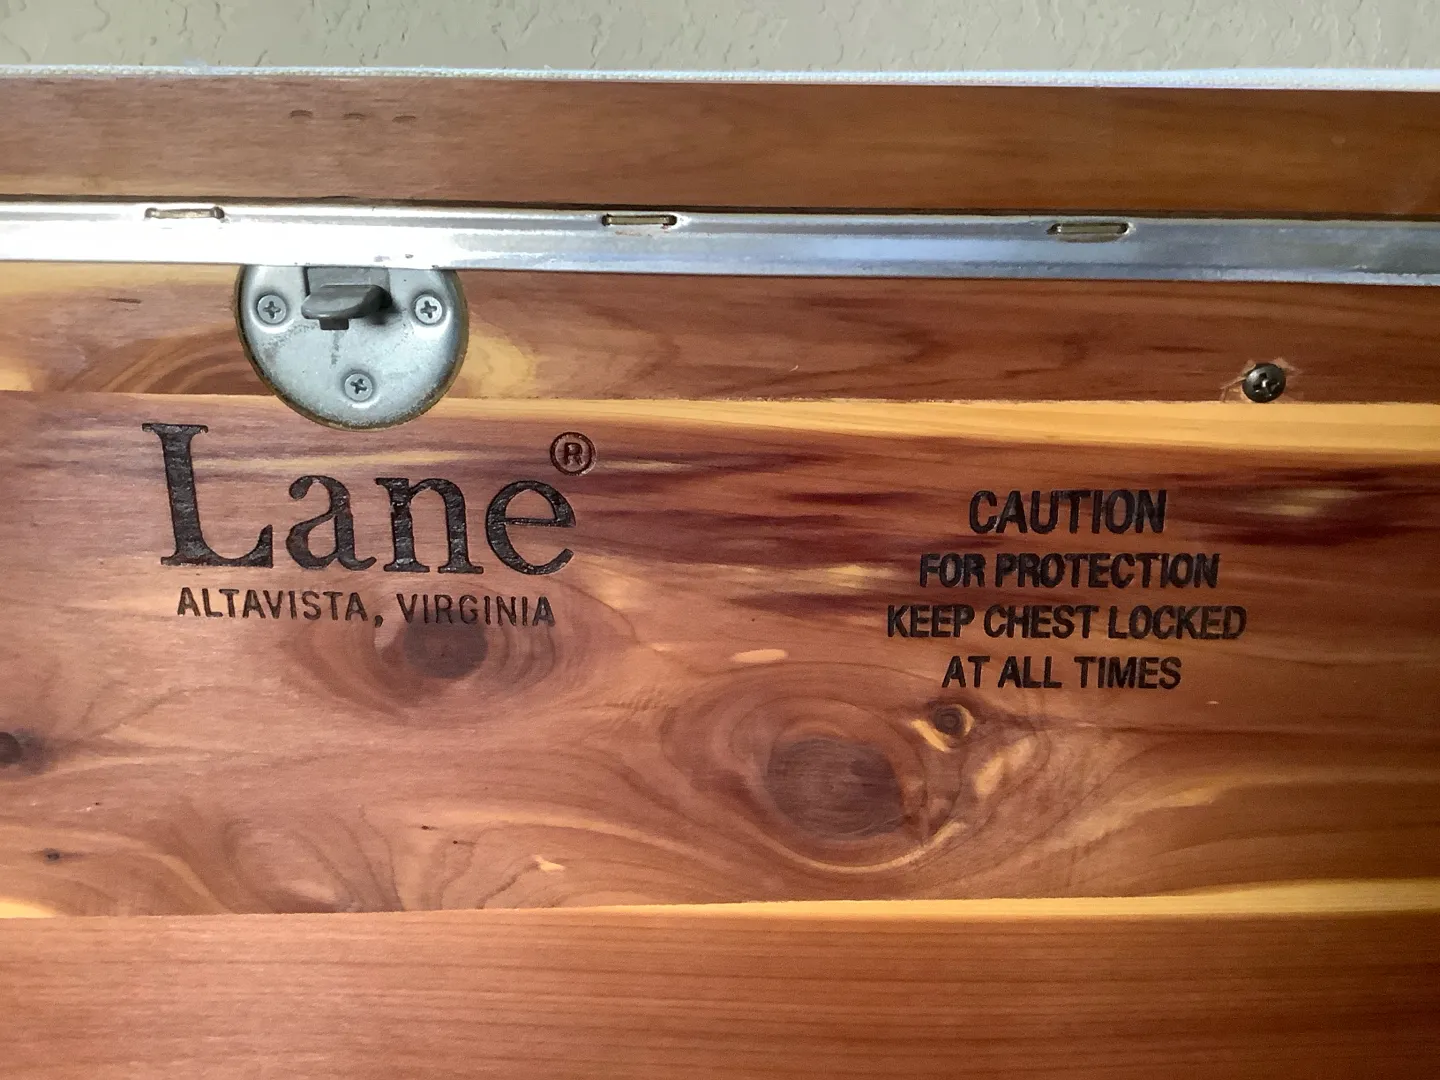 Lane®
ALTAVISTA, VIRGINIA
CAUTION
FOR PROTECTION
KEEP CHEST LOCKED
AT ALL TIMES